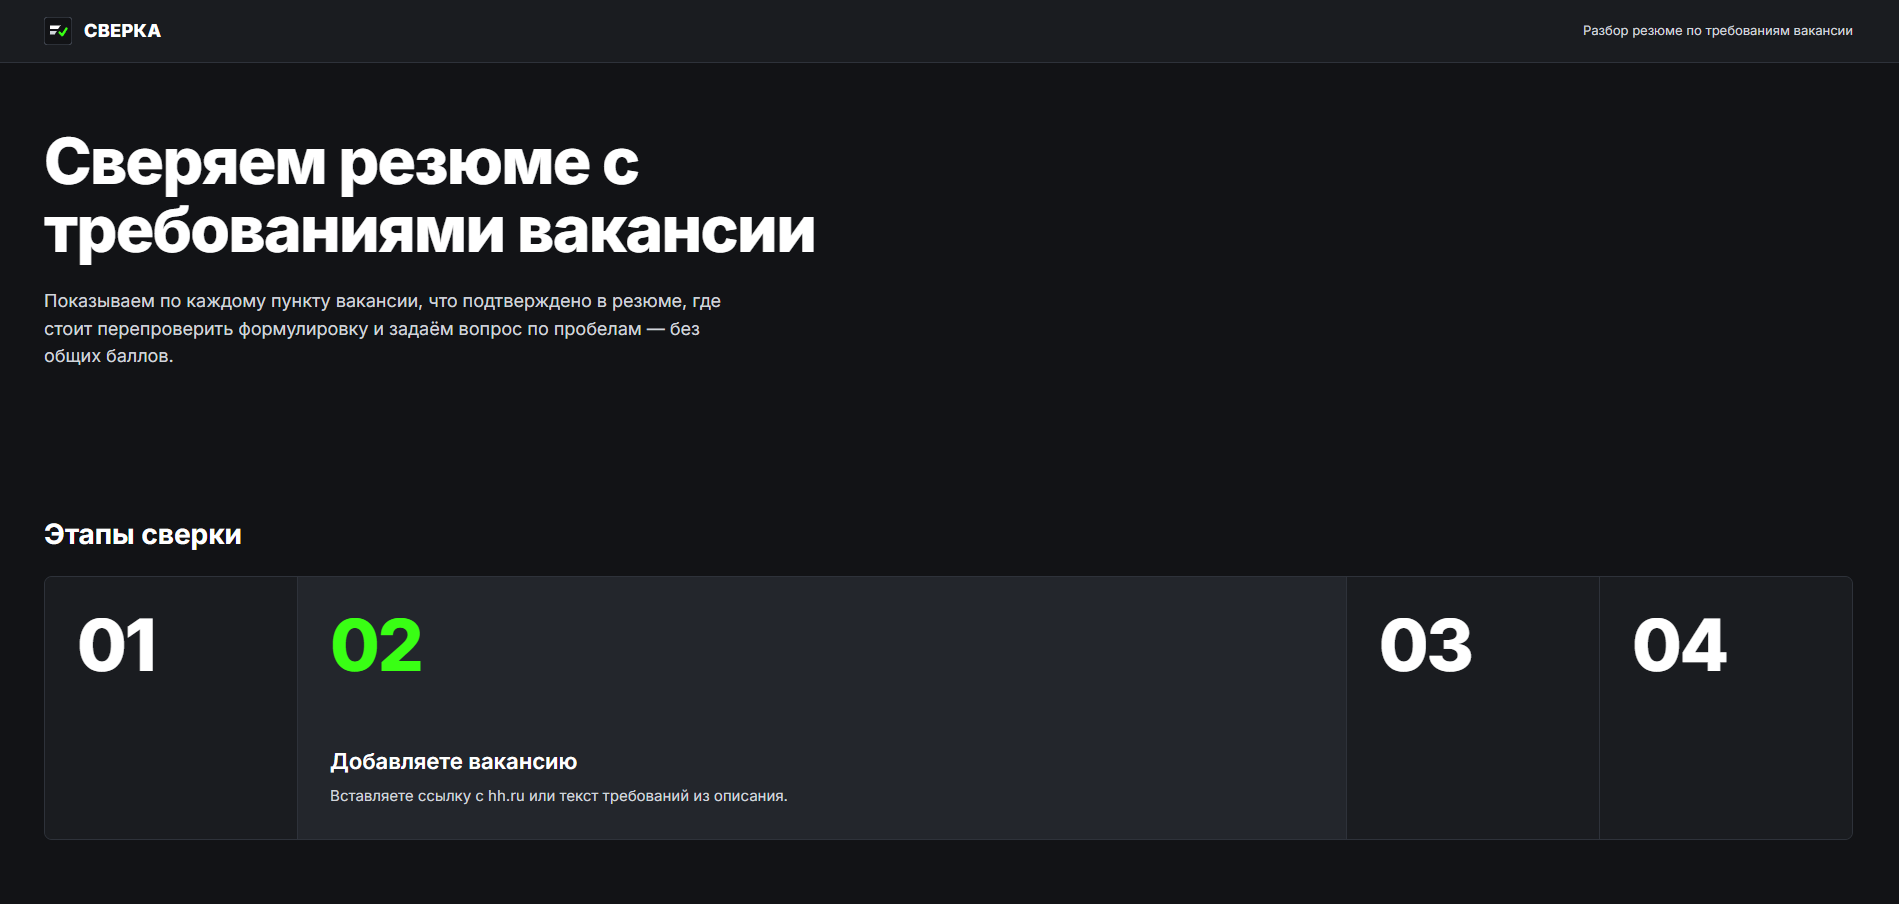 СВЕРКА
Разбор резюме по требованиям вакансии
Сверяем резюме с
требованиями вакансии
Показываем по каждому пункту вакансии, что подтверждено в резюме, где
стоит перепроверить формулировку и задаём вопрос по пробелам — без
общих баллов.
Этапы сверки
01
02
Добавляете вакансию
Вставляете ссылку с hh.ru или текст требований из описания.
03
04